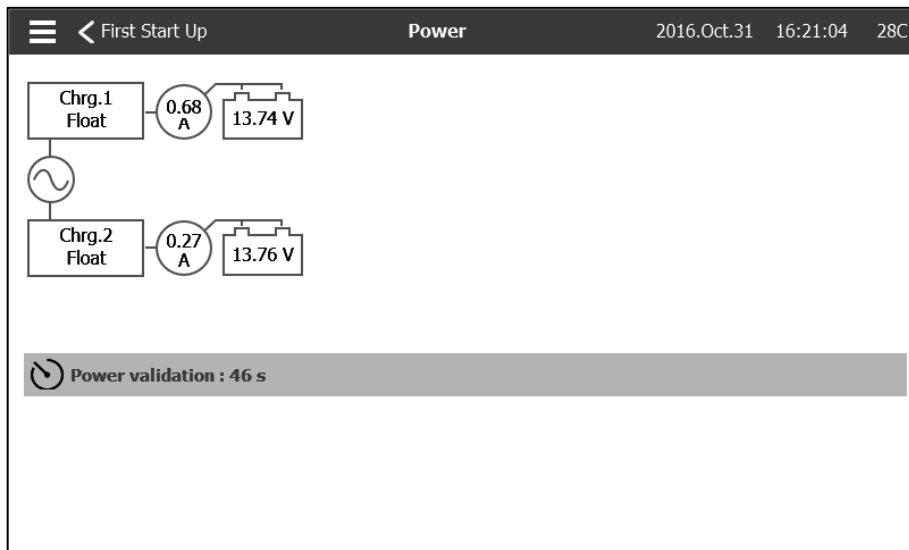 First Start Up Power 2016.Oct.31 16:21:04 28C
Chrg.1
Float
0.68
A
13.74 V
Chrg.2
Float
0.27
A
13.76 V
Power validation : 46 s